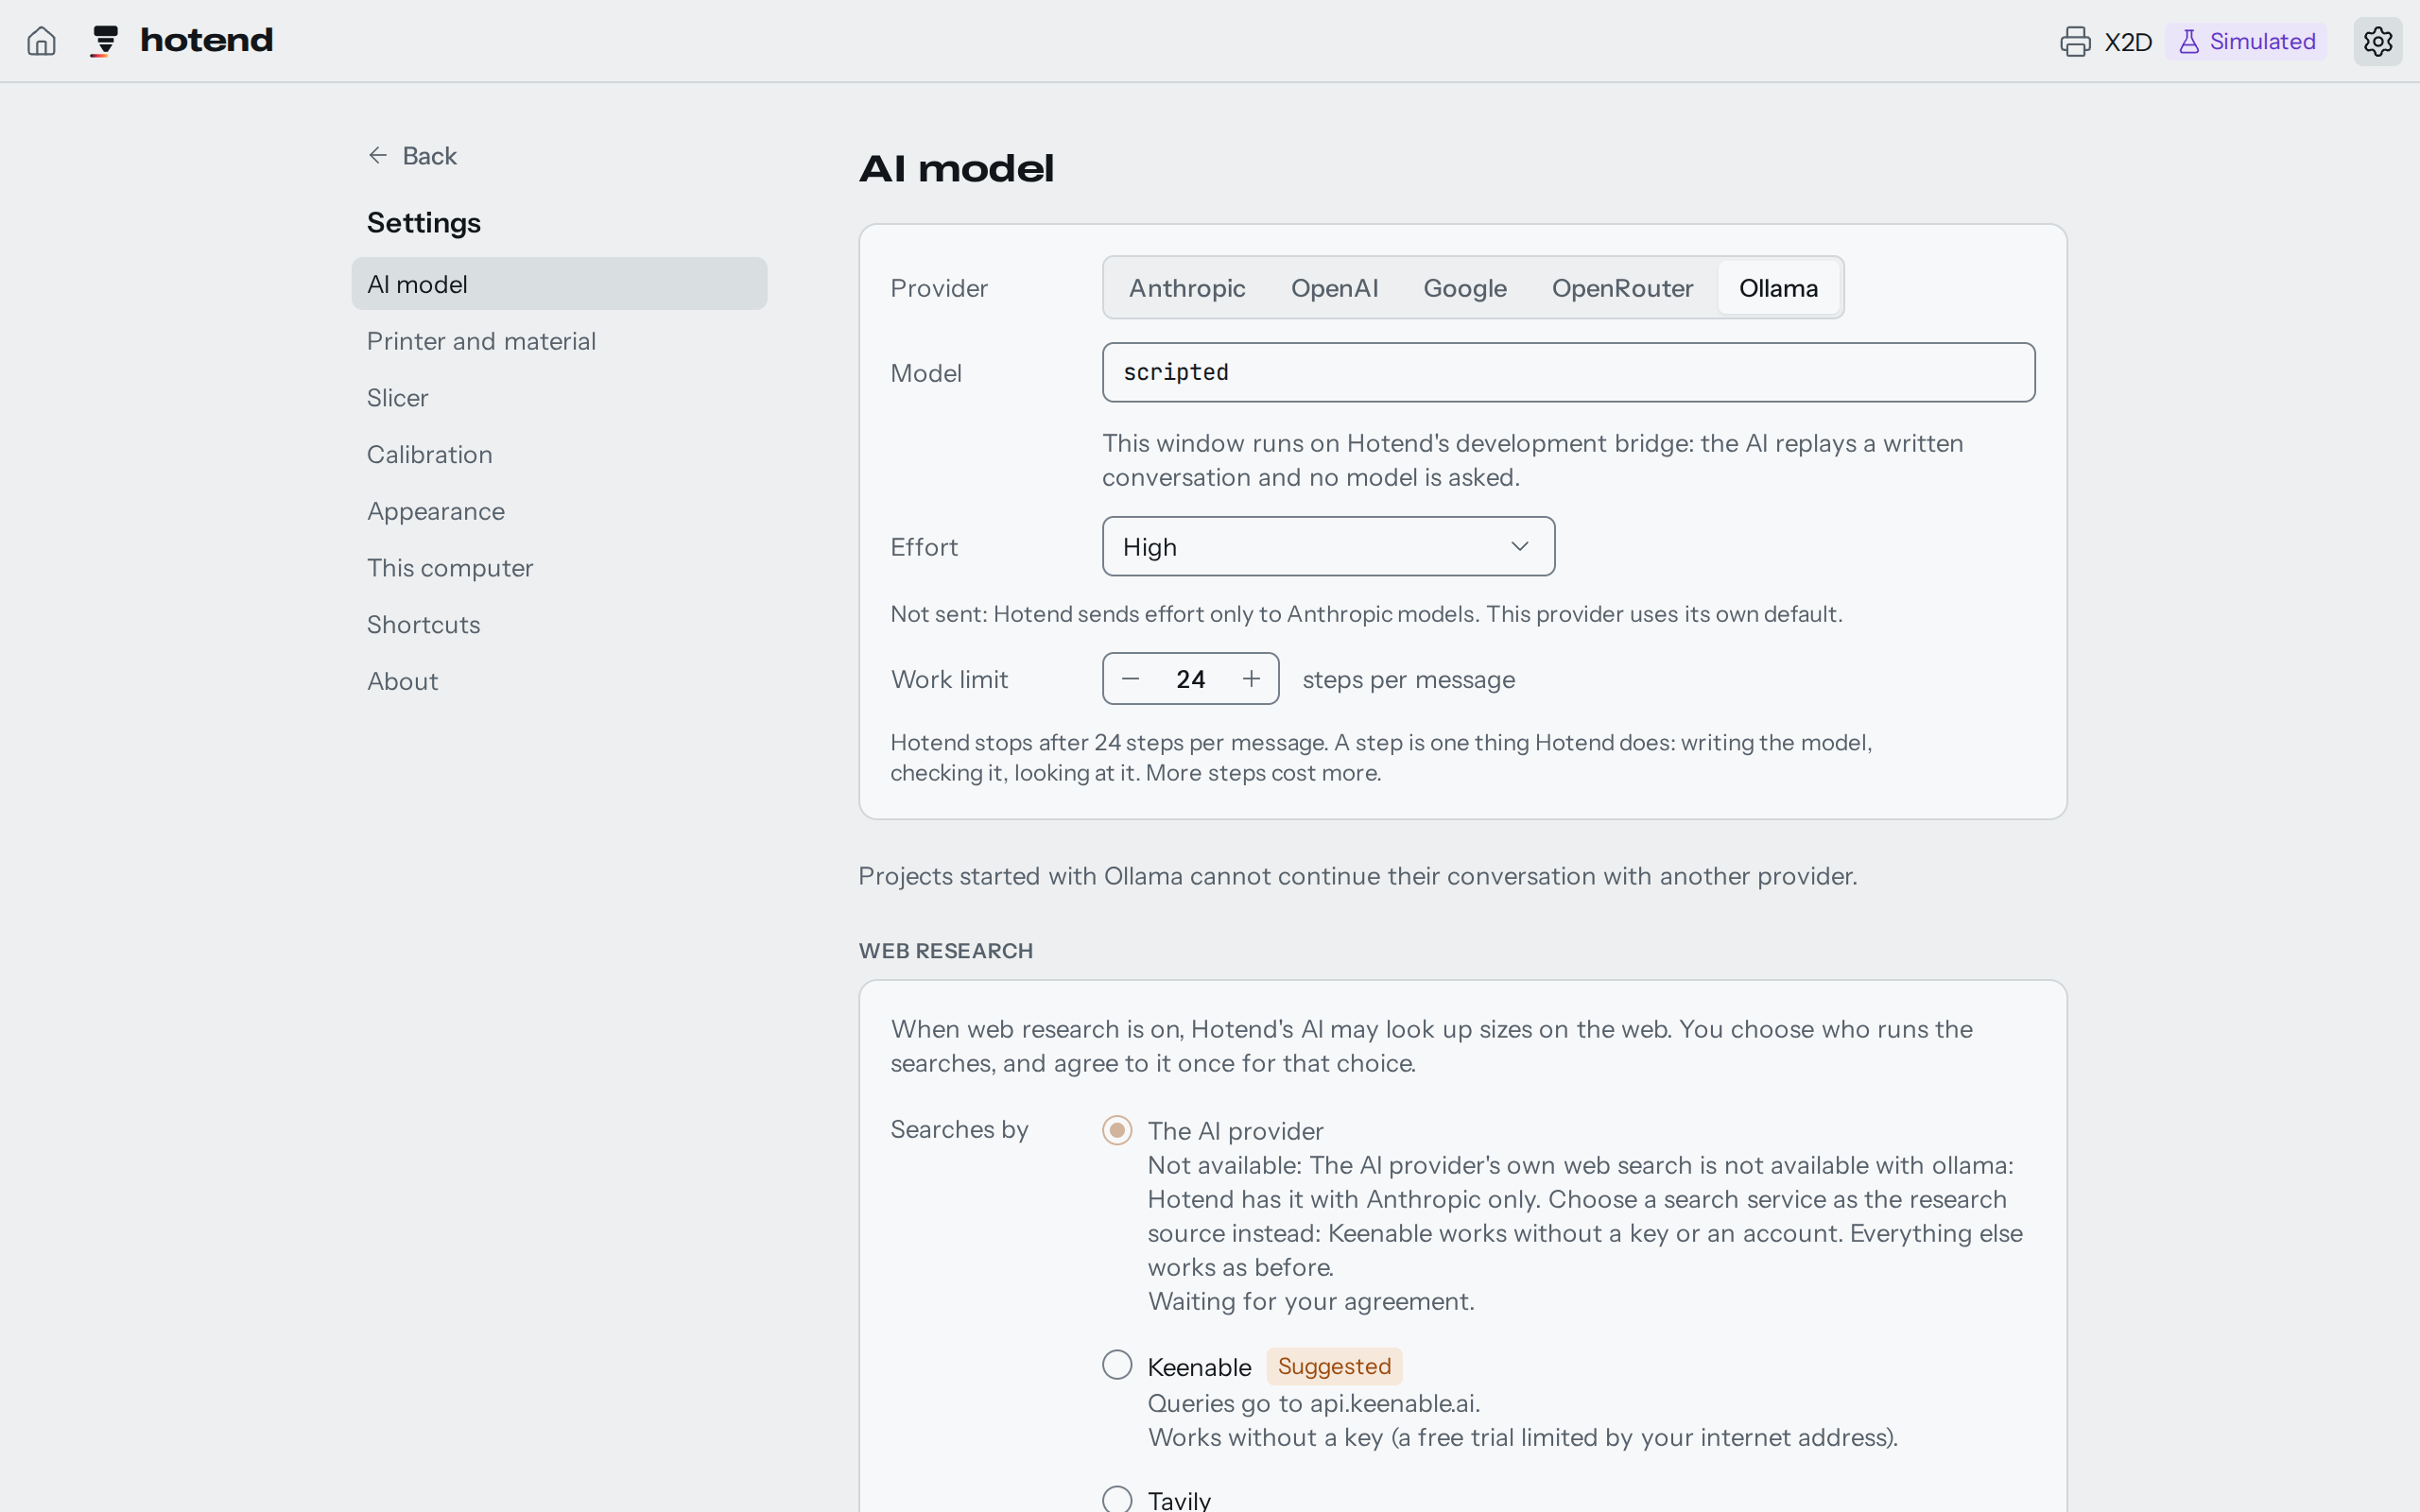 hotend
X2D
Simulated
Back
Settings
AI model
Printer and material
Slicer
Calibration
Appearance
This computer
Shortcuts
About
AI model
Provider
Anthropic
OpenAI
Google
OpenRouter
Ollama
Model
scripted
This window runs on Hotend's development bridge: the AI replays a written
conversation and no model is asked.
Effort
High
Not sent: Hotend sends effort only to Anthropic models. This provider uses its own default.
Work limit
24
steps per message
Hotend stops after 24 steps per message. A step is one thing Hotend does: writing the model,
checking it, looking at it. More steps cost more.
Projects started with Ollama cannot continue their conversation with another provider.
WEB RESEARCH
When web research is on, Hotend's AI may look up sizes on the web. You choose who runs the
searches, and agree to it once for that choice.
Searches by
The AI provider
Not available: The AI provider's own web search is not available with ollama:
Hotend has it with Anthropic only. Choose a search service as the research
source instead: Keenable works without a key or an account. Everything else
works as before.
Waiting for your agreement.
Keenable
Suggested
Queries go to api.keenable.ai.
Works without a key (a free trial limited by your internet address).
Tavily